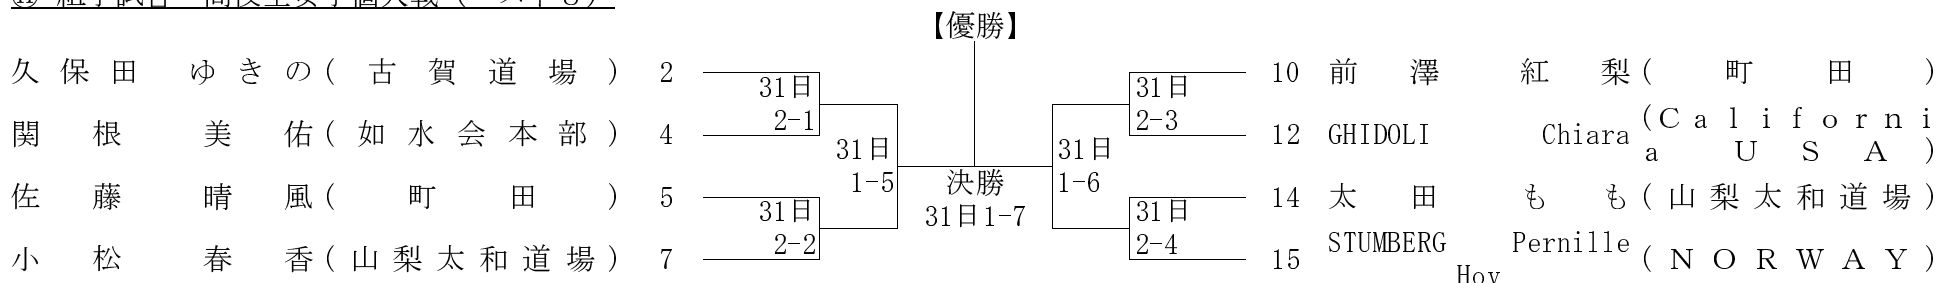 【優勝】
久保田 ゆきの(古賀道場) 2
関根 美佑(如水会本部) 4
佐藤晴風(町田) 5
小松 春香(山梨太和道場) 7
31日
2-1
31日
2-2
31日
1-5
決勝
31日1-7
31日
1-6
31日
2-3
31日
2-4
10 前澤 紅梨(町田)
12 GHIDOLI Chiara (Californi
a USA)
14 太田 もも(山梨太和道場)
15 STUMBERG Pernille (NORWAY)
Hov